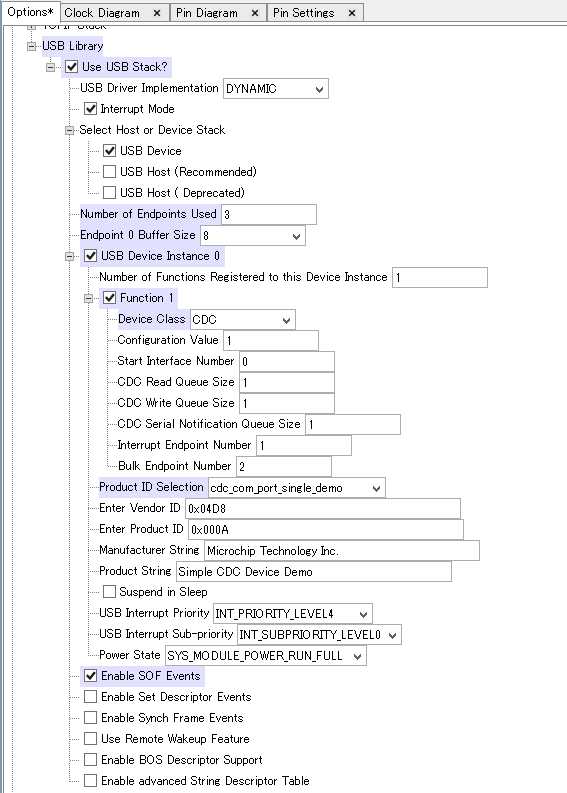 Options*
Clock Diagram
Pin Diagram
Pin Settings
TCPIP Stack
USB Library
Use USB Stack?
USB Driver Implementation DYNAMIC
Interrupt Mode
Select Host or Device Stack
USB Device
USB Host (Recommended)
USB Host ( Deprecated)
Number of Endpoints Used 3
Endpoint 0 Buffer Size 8
USB Device Instance 0
Number of Functions Registered to this Device Instance 1
Function 1
Device Class CDC
Configuration Value 1
Start Interface Number 0
CDC Read Queue Size 1
CDC Write Queue Size 1
CDC Serial Notification Queue Size 1
Interrupt Endpoint Number 1
Bulk Endpoint Number 2
Product ID Selection cdc_com_port_single_demo
Enter Vendor ID 0x04D8
Enter Product ID 0x000A
Manufacturer String Microchip Technology Inc.
Product String Simple CDC Device Demo
Suspend in Sleep
USB Interrupt Priority INT_PRIORITY_LEVEL4
USB Interrupt Sub-priority INT_SUBPRIORITY_LEVEL0
Power State SYS_MODULE_POWER_RUN_FULL
Enable SOF Events
Enable Set Descriptor Events
Enable Synch Frame Events
Use Remote Wakeup Feature
Enable BOS Descriptor Support
Enable advanced String Descriptor Table